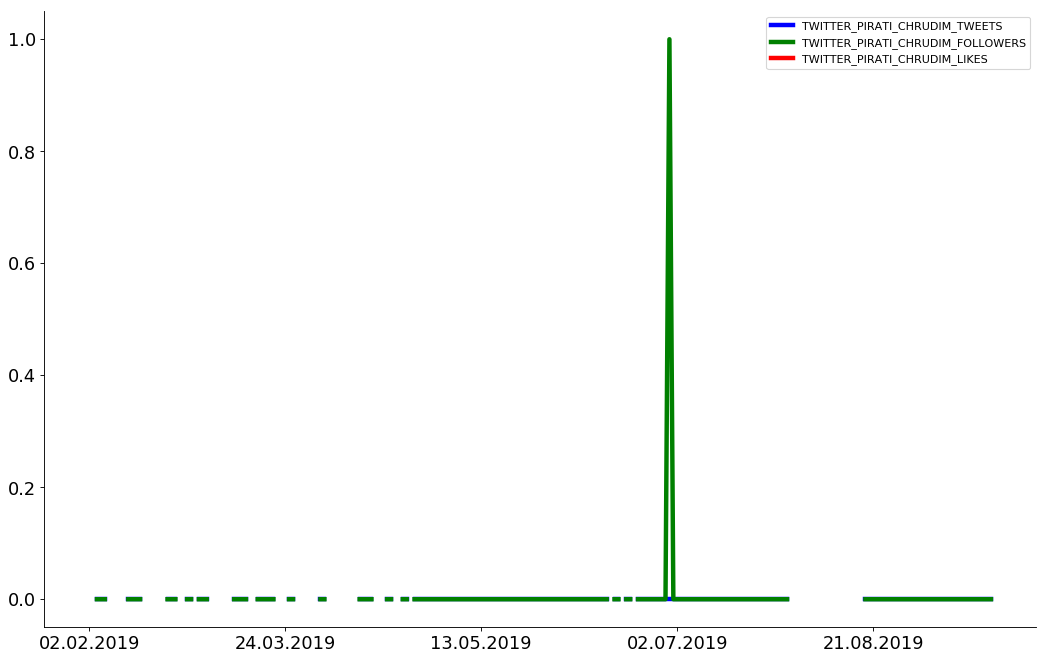 TWITTER_PIRATI_CHRUDIM_TWEETS
TWITTER_PIRATI_CHRUDIM_FOLLOWERS
TWITTER_PIRATI_CHRUDIM_LIKES
1.0
0.8
0.6
0.4
0.2
0.0
02.02.2019 24.03.2019 13.05.2019 02.07.2019 21.08.2019